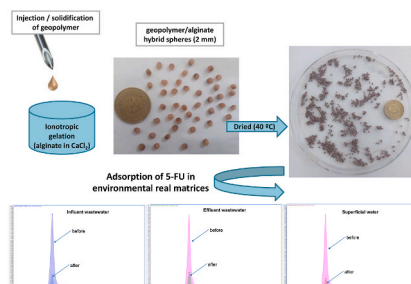 Injection / solidification
of geopolymer
geopolymer/alginate
hybrid spheres (2 mm)
Ionotropic
gelation
(alginate in CaCl₂)
Dried (40 ºC)
Adsorption of 5-FU in
environmental real matrices
Influent wastewater
before
after
Effluent wastewater
before
after
Superficial water
before
after